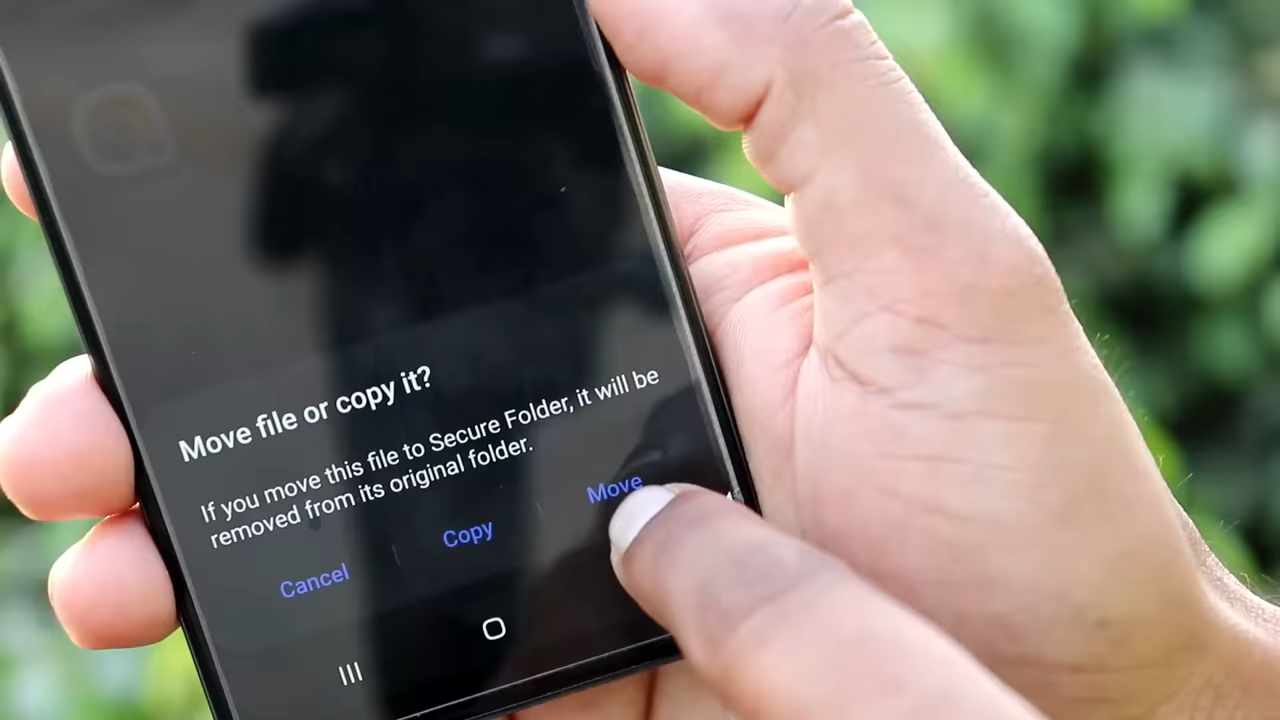 Move file or copy it?
If you move this file to Secure Folder, it will be
removed from its original folder.
Cancel
Copy
Move